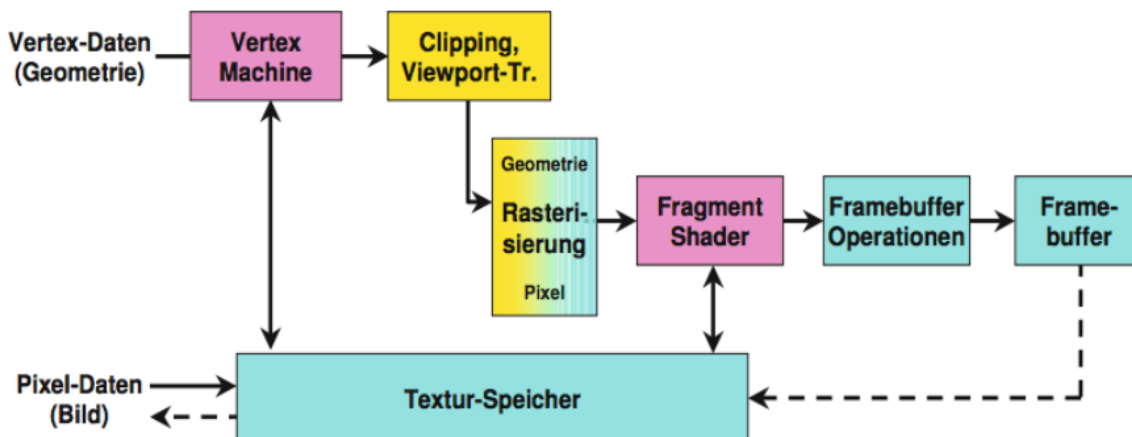 Vertex-Daten
(Geometrie)
Vertex
Machine
Clipping,
Viewport-Tr.
Geometrie
Rasteri-
sierung
Pixel
Fragment
Shader
Framebuffer
Operationen
Frame-
buffer
Pixel-Daten
(Bild)
Textur-Speicher